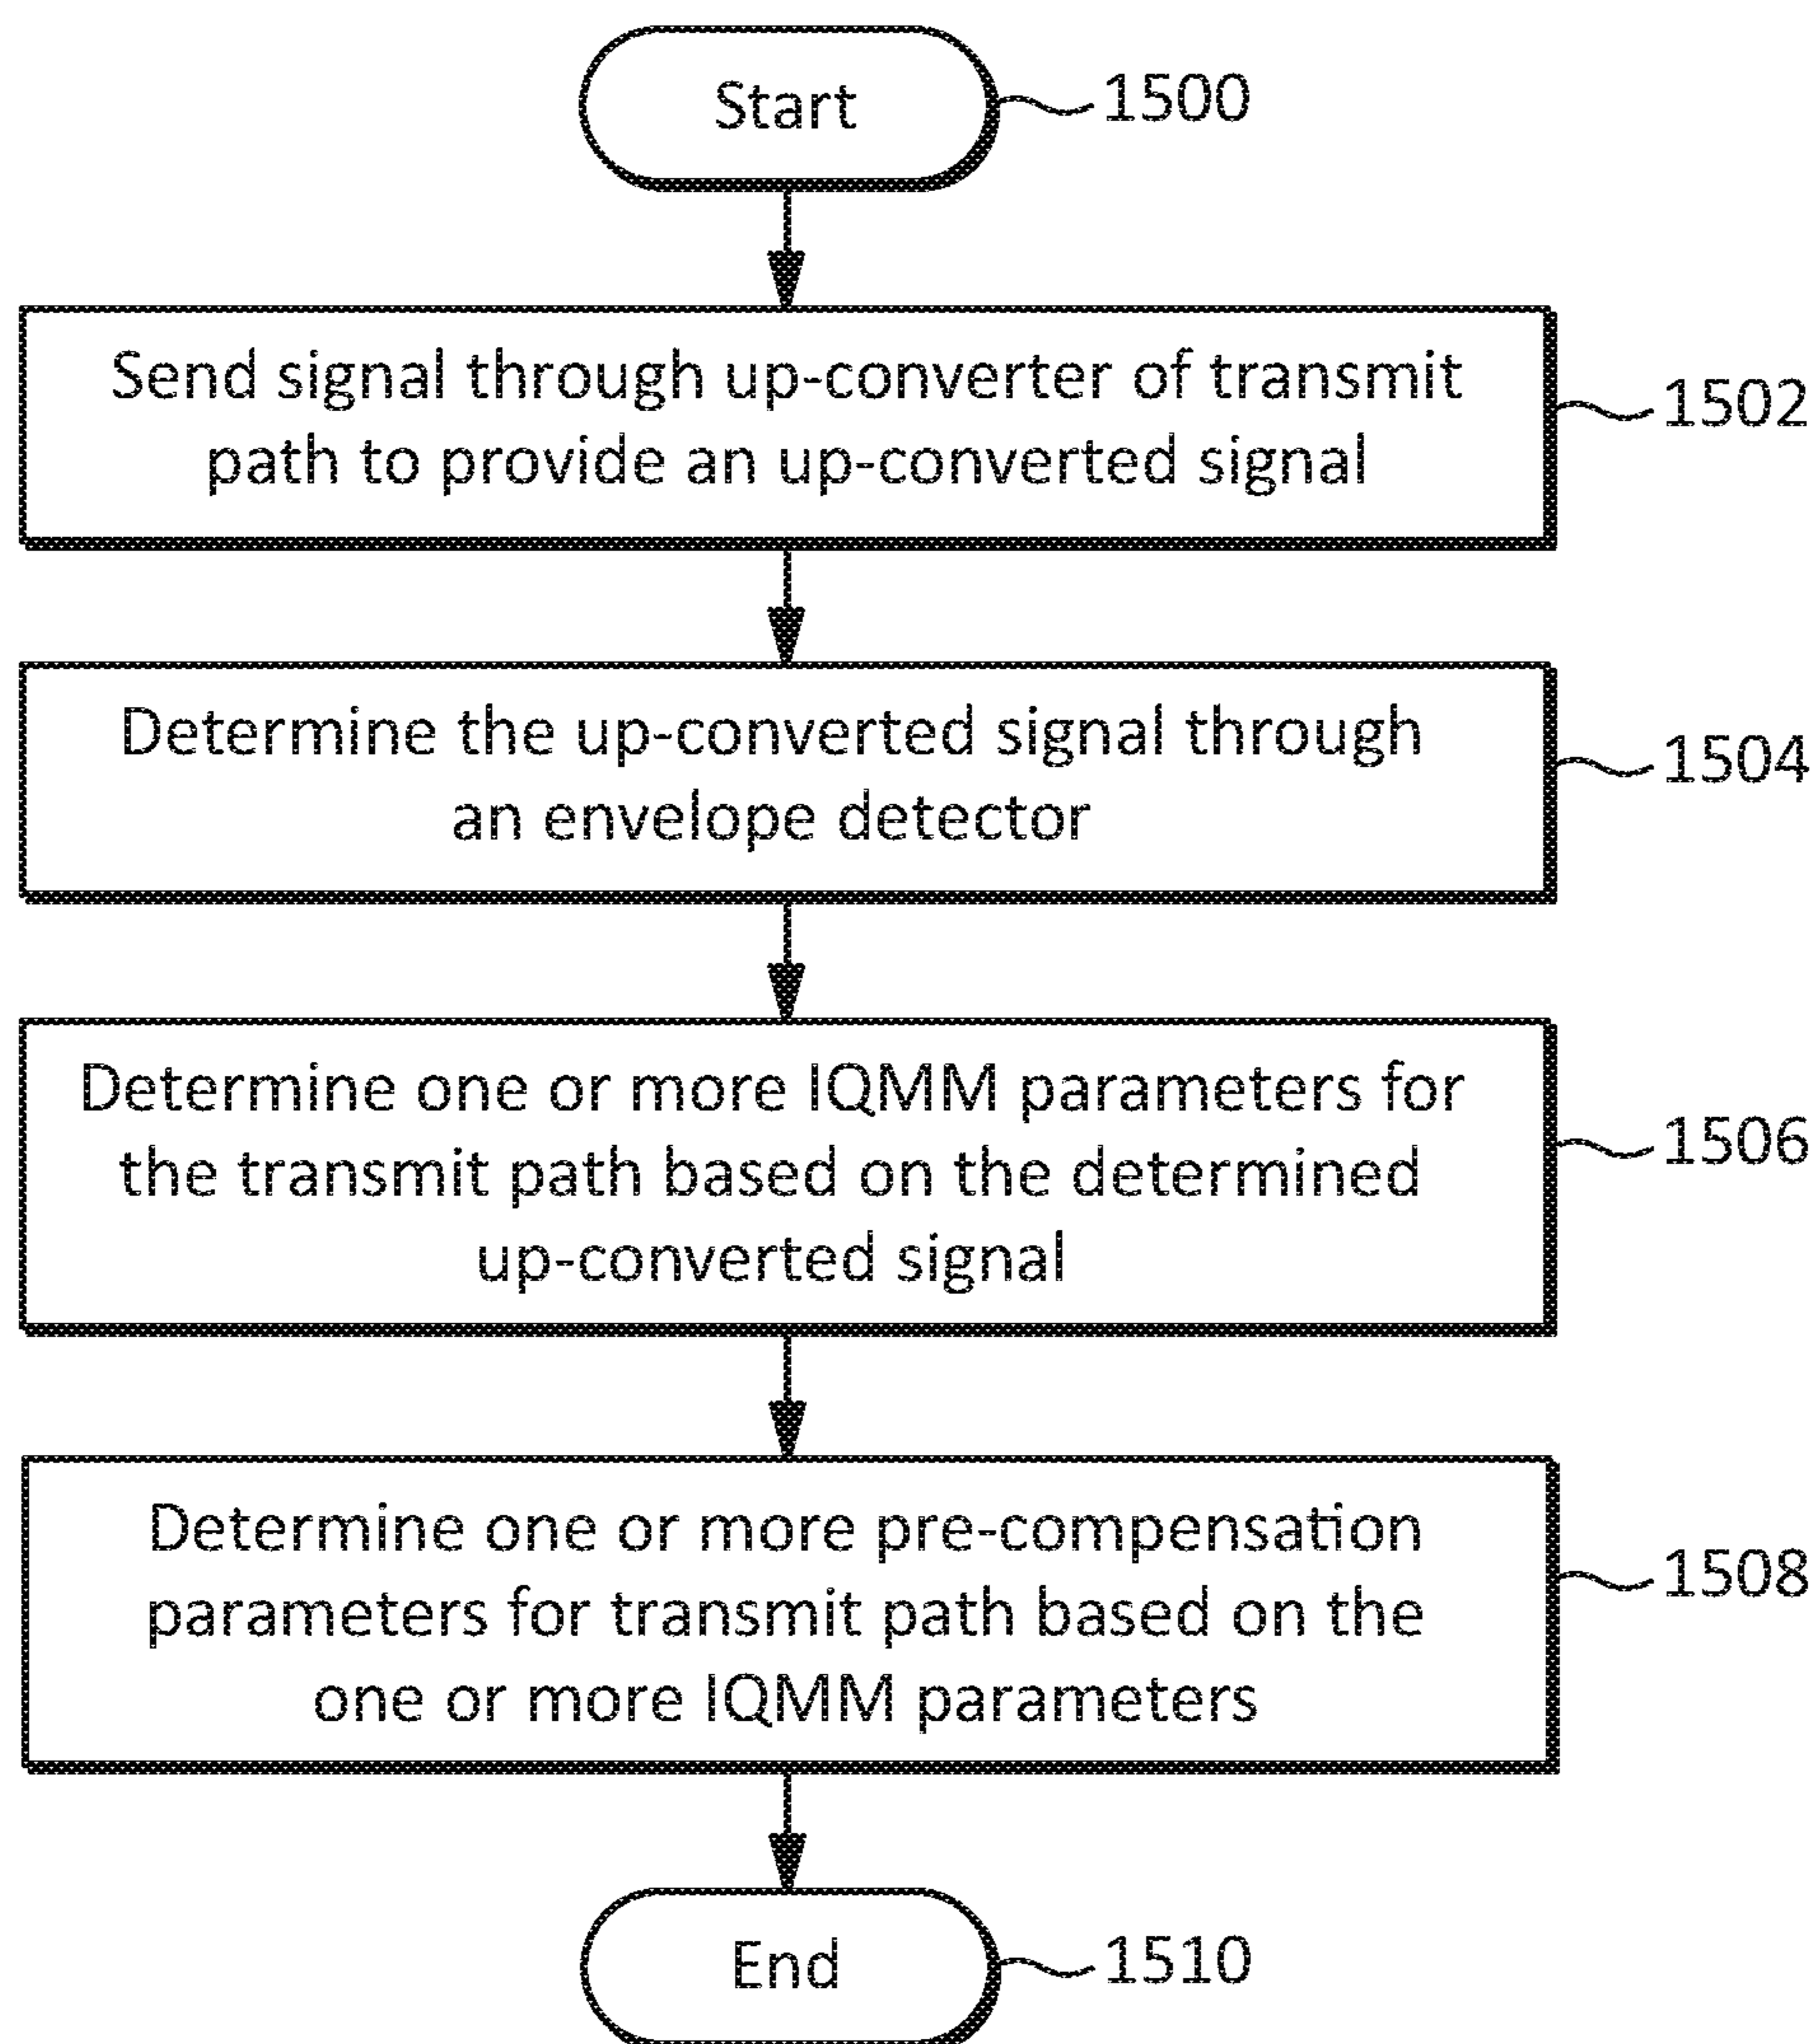 Start
1500
Send signal through up-converter of transmit
path to provide an up-converted signal
1502
Determine the up-converted signal through
an envelope detector
1504
Determine one or more IQMM parameters for
the transmit path based on the determined
up-converted signal
1506
Determine one or more pre-compensation
parameters for transmit path based on the
one or more IQMM parameters
1508
End
1510